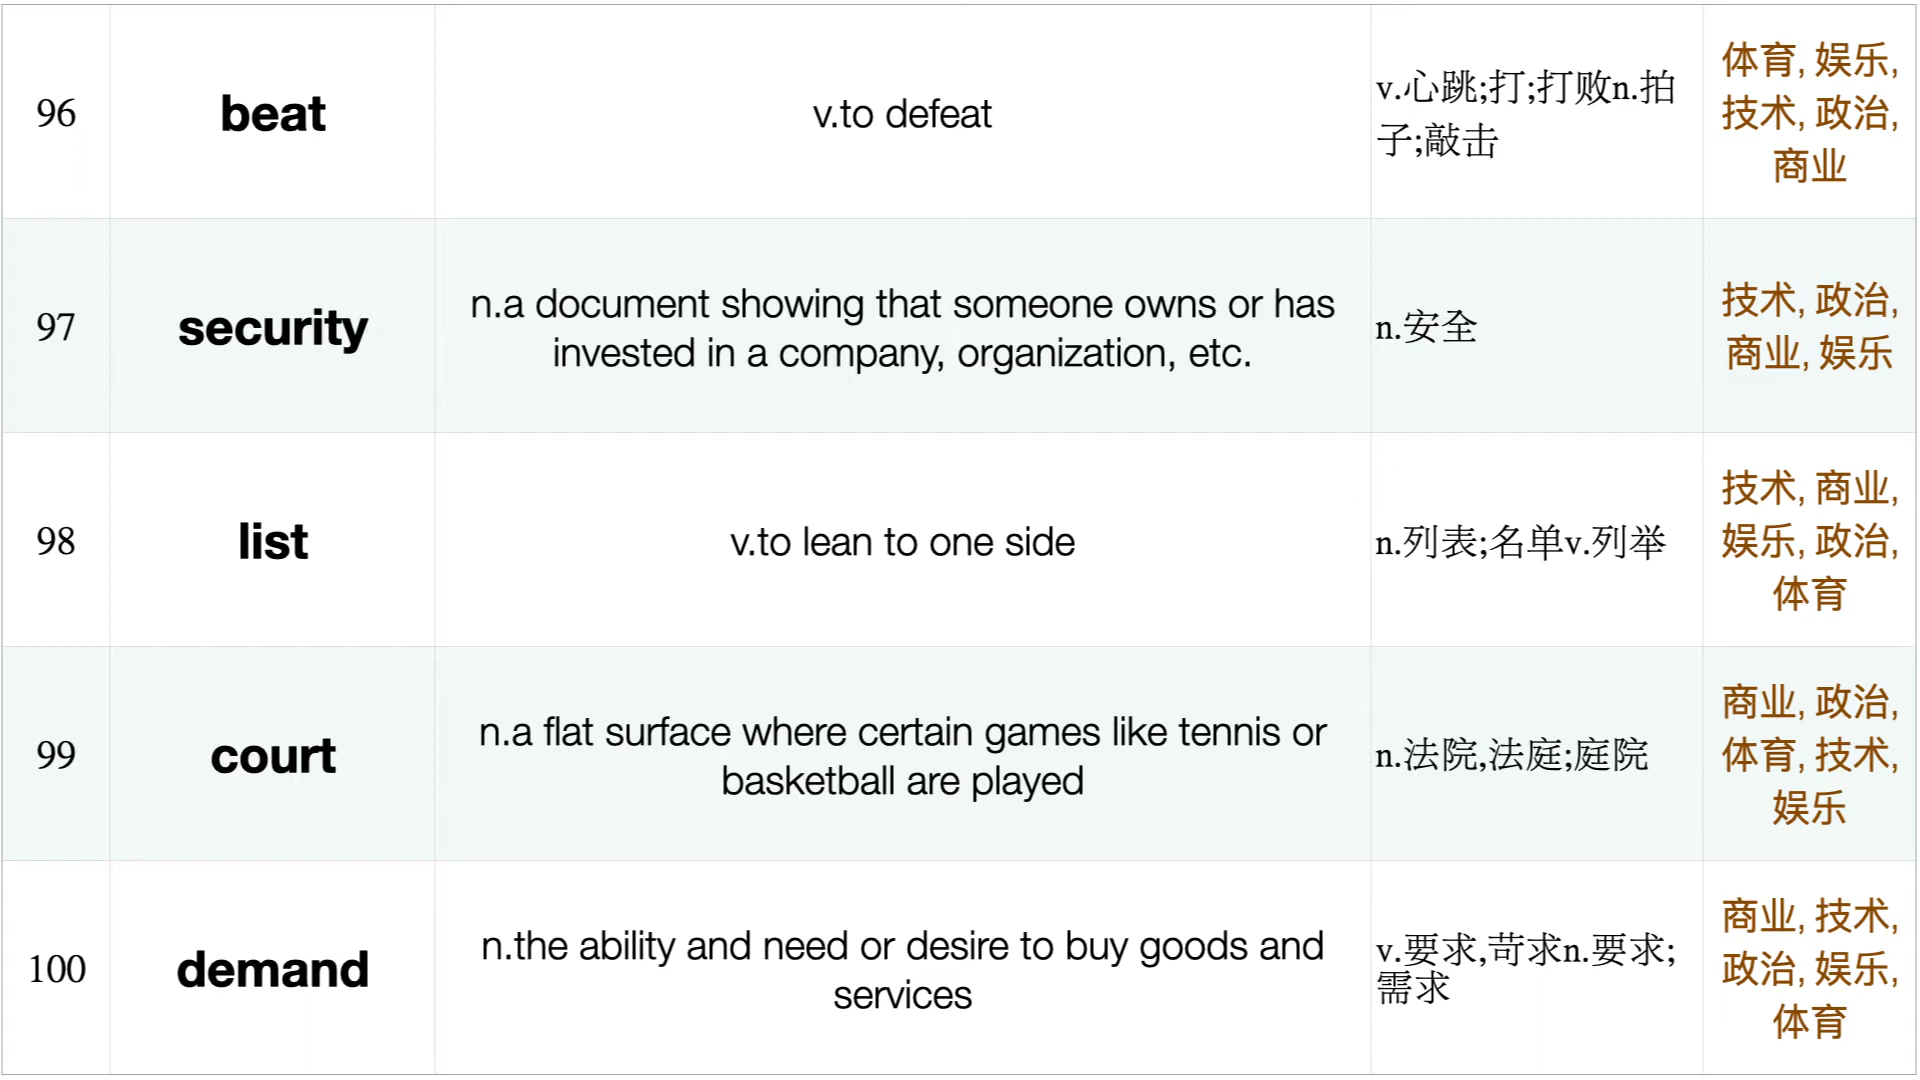 96
beat
v.to defeat
v.心跳;打;打败n.拍
子;敲击
体育, 娱乐,
技术, 政治,
商业
97
security
n.a document showing that someone owns or has
invested in a company, organization, etc.
n.安全
技术, 政治,
商业, 娱乐
98
list
v.to lean to one side
n.列表;名单v.列举
技术, 商业,
娱乐, 政治,
体育
99
court
n.a flat surface where certain games like tennis or
basketball are played
n.法院,法庭;庭院
商业, 政治,
体育, 技术,
娱乐
100
demand
n.the ability and need or desire to buy goods and
services
v.要求,苛求n.要求;
需求
商业, 技术,
政治, 娱乐,
体育